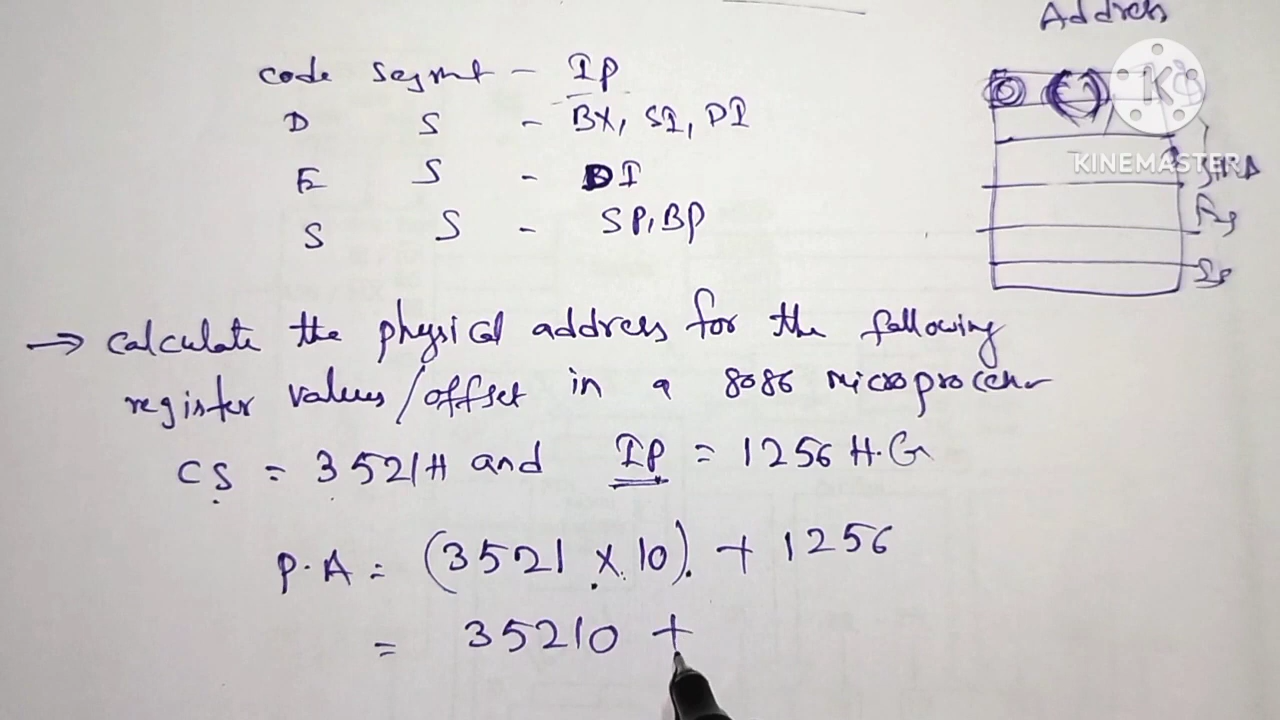 Address
code segmt - IP
D S - BX, SI, DI
E S - DI
S S - SP, BP
KINEMASTER
→ calculate the physical address for the following
register values/offset in a 8086 microprocessor
CS = 3521H and IP = 1256 H.
P.A = (3521 × 10) + 1256
= 35210 +